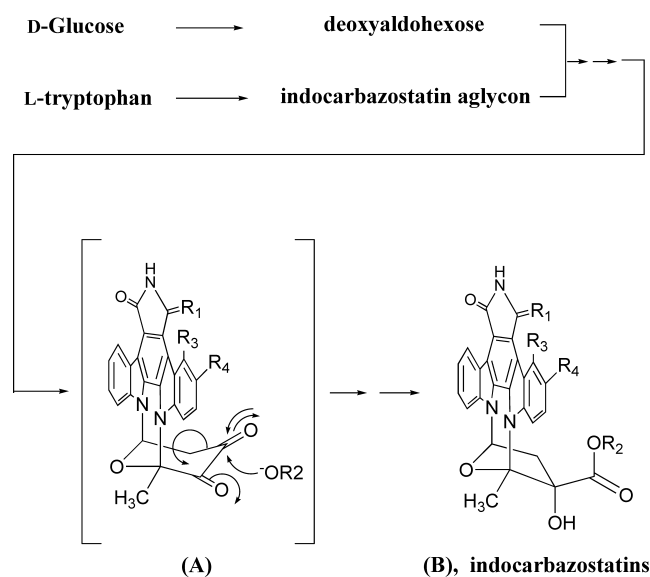 D-Glucose deoxyaldohexose
L-tryptophan indocarbazostatin aglycon
H
N
O
R1
R3
R4
N
N
O
O
-OR2
H3C
O
(A)
H
N
O
R1
R3
R4
N
N
OR2
O
H3C
O
OH
(B), indocarbazostatins